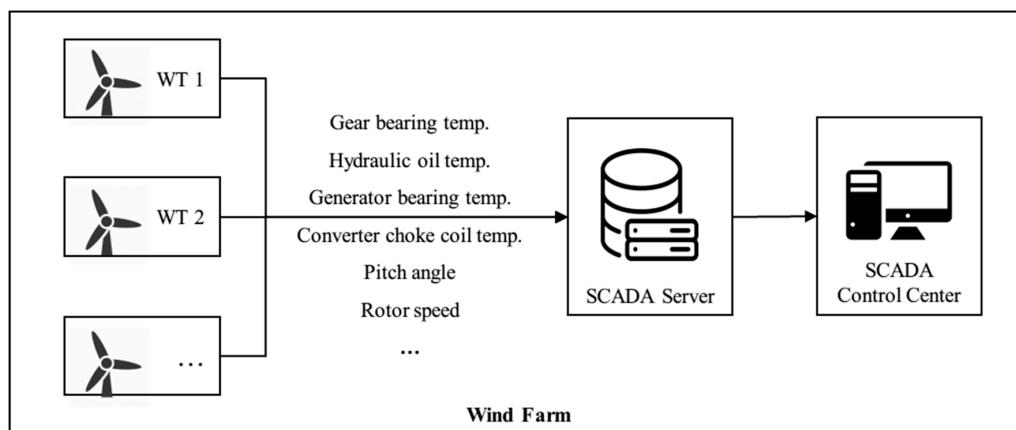 WT 1
WT 2
…
Gear bearing temp.
Hydraulic oil temp.
Generator bearing temp.
Converter choke coil temp.
Pitch angle
Rotor speed
…
SCADA Server
SCADA
Control Center
Wind Farm